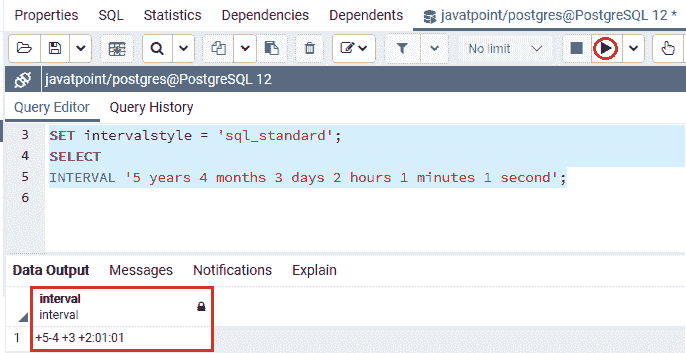 Properties SQL Statistics Dependencies Dependents javatpoint/postgres@PostgreSQL 12 *
No limit
javatpoint/postgres@PostgreSQL 12
Query Editor Query History
3 SET intervalstyle = 'sql_standard';
4 SELECT
5 INTERVAL '5 years 4 months 3 days 2 hours 1 minutes 1 second';
6
Data Output Messages Notifications Explain
interval
interval
1 +5-4 +3 +2:01:01